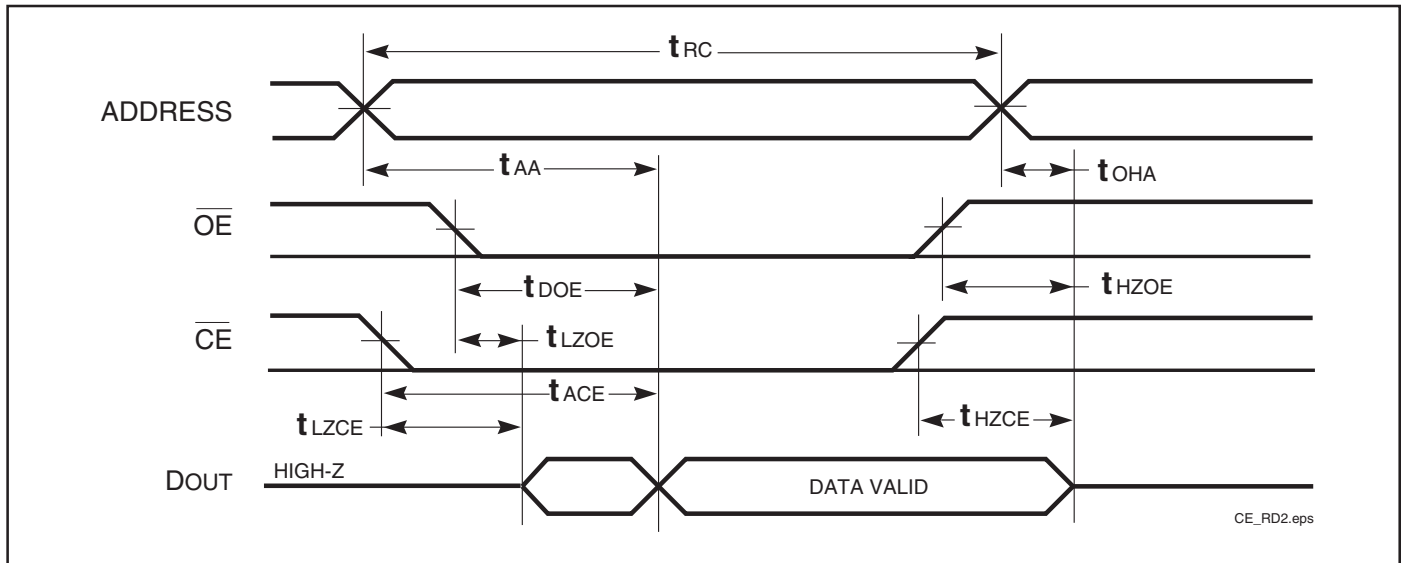 tRC
ADDRESS
tAA
tOHA
OE
tDOE
tHZOE
CE
tLZOE
tACE
tLZCE
tHZCE
DOUT
HIGH-Z
DATA VALID
CE_RD2.eps